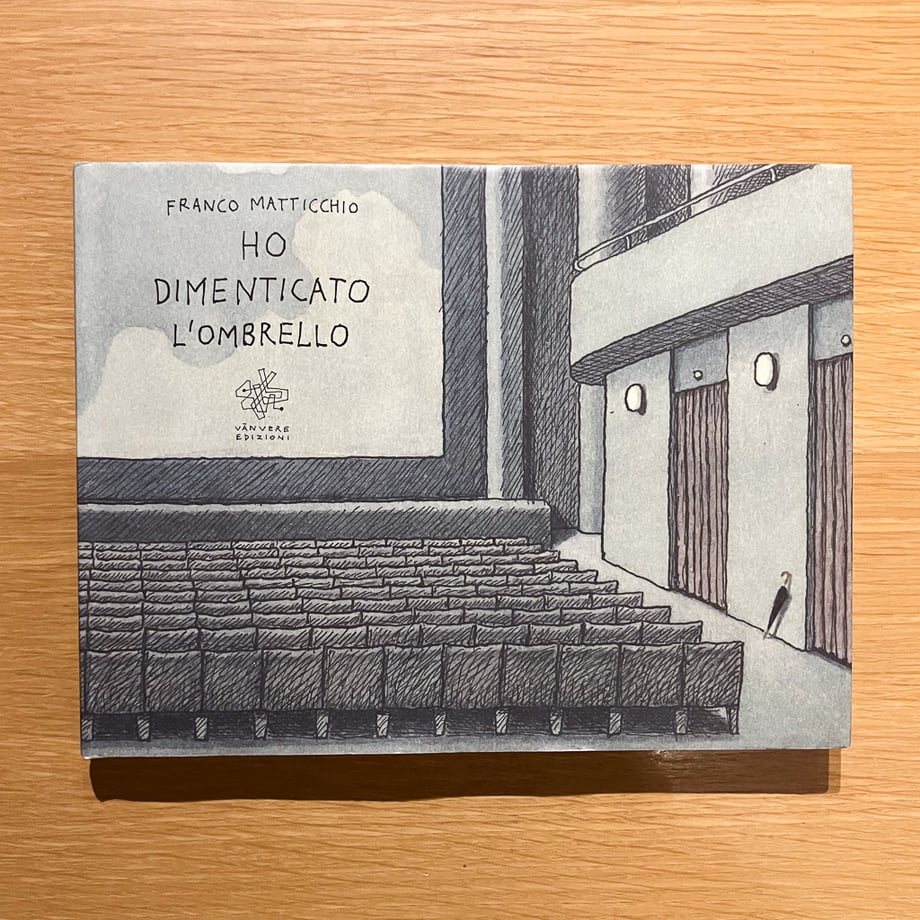 FRANCO MATTICCHIO
HO
DIMENTICATO
L'OMBRELLO
VĀNVERE
EDIZIONI